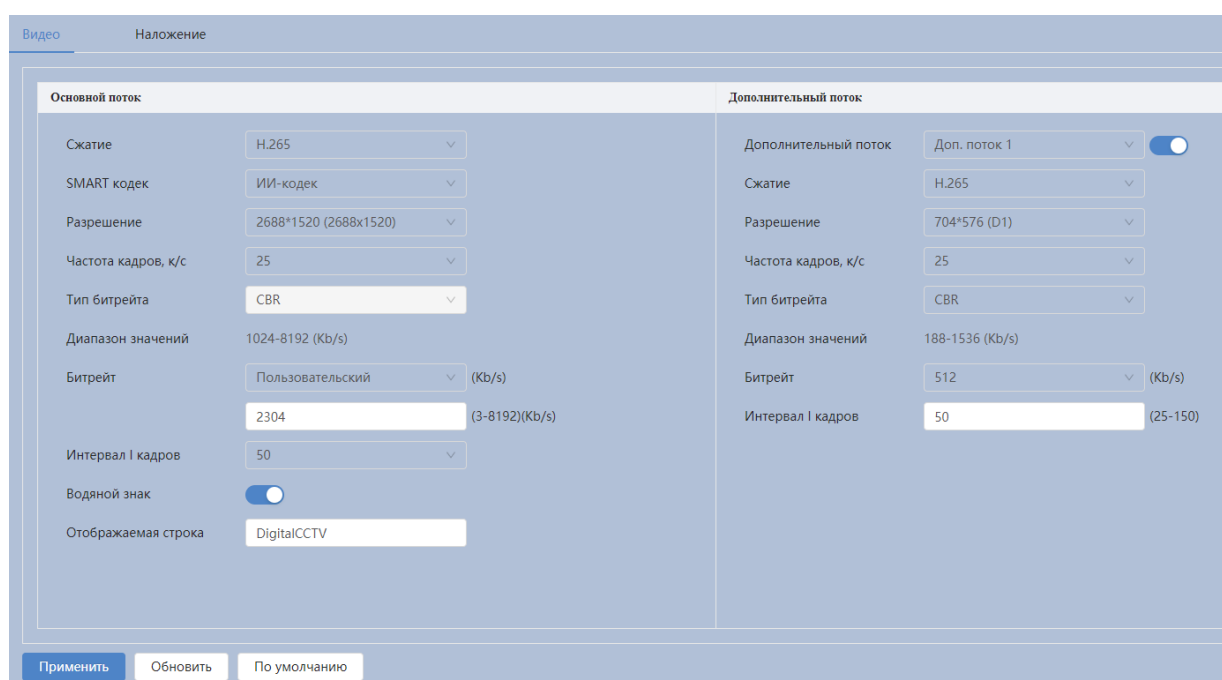 Видео Наложение
Основной поток
Сжатие H.265
SMART кодек ИИ-кодек
Разрешение 2688*1520 (2688x1520)
Частота кадров, к/с 25
Тип битрейта CBR
Диапазон значений 1024-8192 (Kb/s)
Битрейт Пользовательский (Kb/s)
2304 (3-8192)(Kb/s)
Интервал I кадров 50
Водяной знак
Отображаемая строка DigitalCCTV
Дополнительный поток
Дополнительный поток Доп. поток 1
Сжатие H.265
Разрешение 704*576 (D1)
Частота кадров, к/с 25
Тип битрейта CBR
Диапазон значений 188-1536 (Kb/s)
Битрейт 512 (Kb/s)
Интервал I кадров 50 (25-150)
Применить Обновить По умолчанию